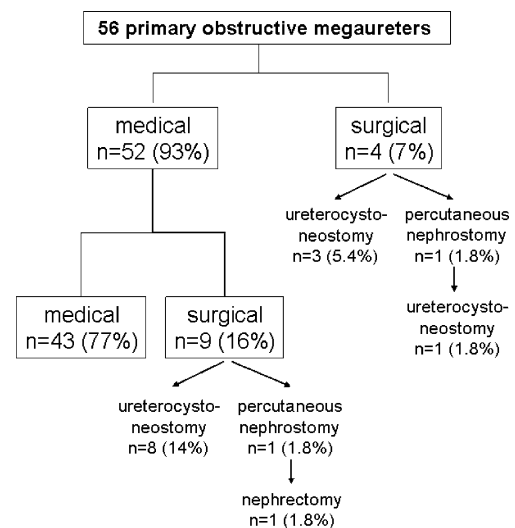 56 primary obstructive megaureters
medical
n=52 (93%)
surgical
n=4 (7%)
ureterocysto-
neostomy
n=3 (5.4%)
percutaneous
nephrostomy
n=1 (1.8%)
ureterocysto-
neostomy
n=1 (1.8%)
medical
n=43 (77%)
surgical
n=9 (16%)
ureterocysto-
neostomy
n=8 (14%)
percutaneous
nephrostomy
n=1 (1.8%)
nephrectomy
n=1 (1.8%)